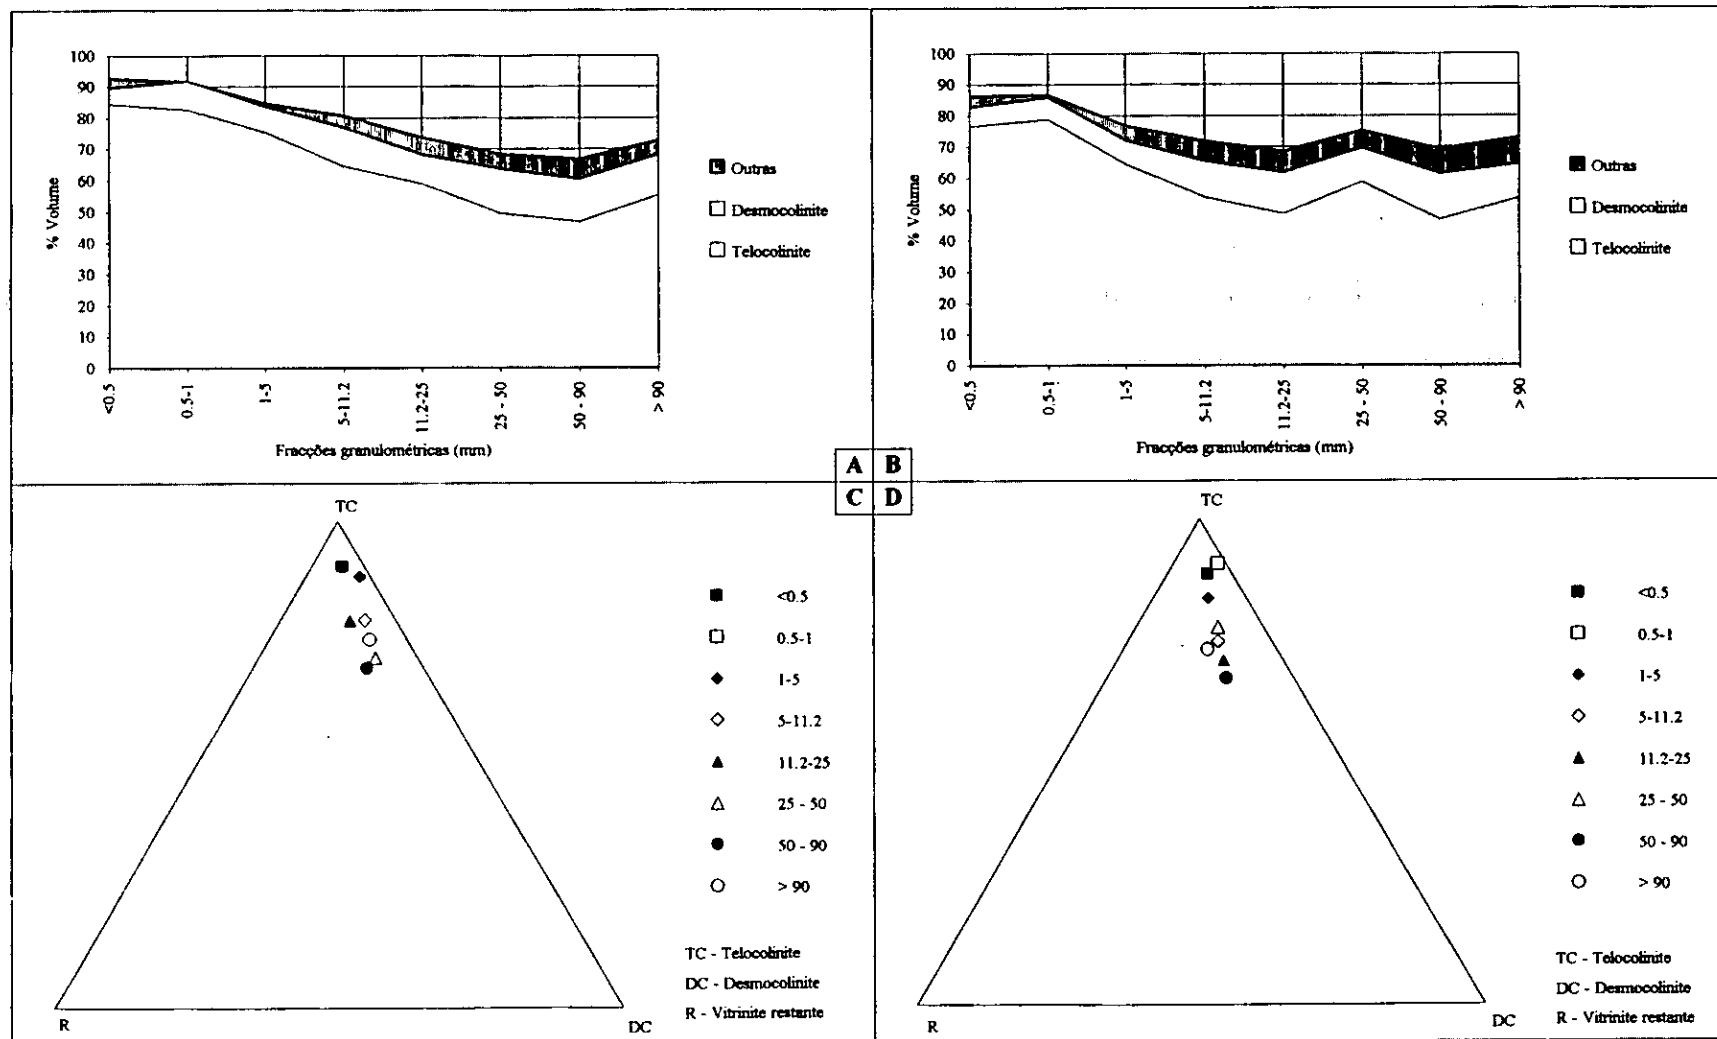 100
90
80
70
60
50
40
30
20
10
0
% Volume
<0.5
0.5-1
1-5
5-11.2
11.2-25
25 - 50
50 - 90
> 90
Fracções granulométricas (mm)
Outras
Desmocolinite
Telocolinite
100
90
80
70
60
50
40
30
20
10
0
% Volume
<0.5
0.5-1
1-5
5-11.2
11.2-25
25 - 50
50 - 90
> 90
Fracções granulométricas (mm)
Outras
Desmocolinite
Telocolinite
A B
C D
TC
R
DC
<0.5
0.5-1
1-5
5-11.2
11.2-25
25 - 50
50 - 90
> 90
TC - Telocolinite
DC - Desmocolinite
R - Vitrinite restante
TC
R
DC
<0.5
0.5-1
1-5
5-11.2
11.2-25
25 - 50
50 - 90
> 90
TC - Telocolinite
DC - Desmocolinite
R - Vitrinite restante